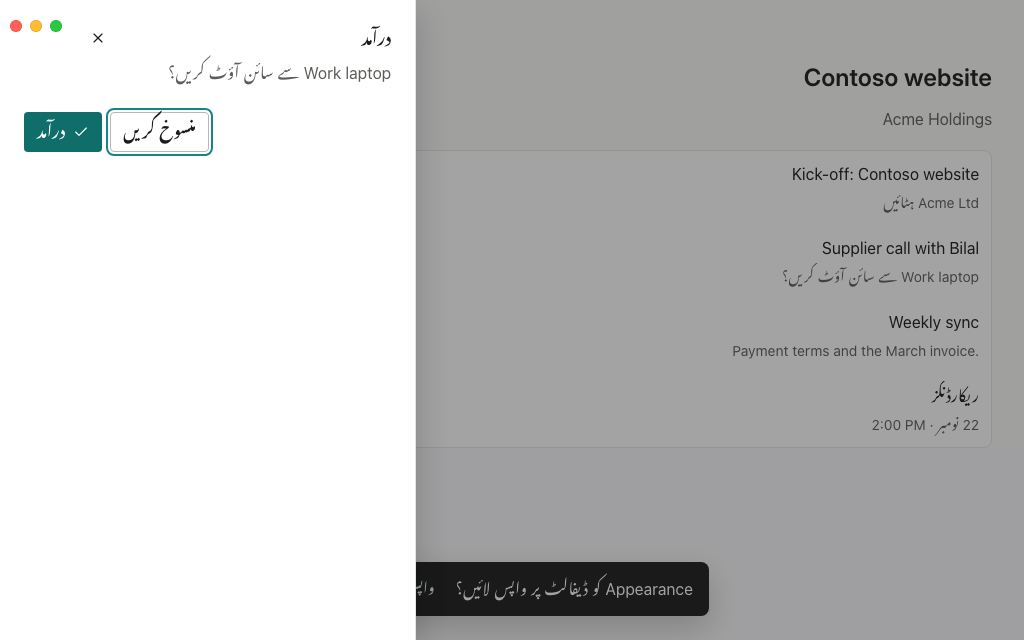 درآمد
Work laptop سے سائن آؤٹ کریں؟
منسوخ کریں
درآمد
Contoso website
Acme Holdings
Kick-off: Contoso website
Acme Ltd ہٹائیں
Supplier call with Bilal
Work laptop سے سائن آؤٹ کریں؟
Weekly sync
Payment terms and the March invoice.
ریکارڈنگز
22 نومبر · 2:00 PM
Appearance کو ڈیفالٹ پر واپس لائیں؟